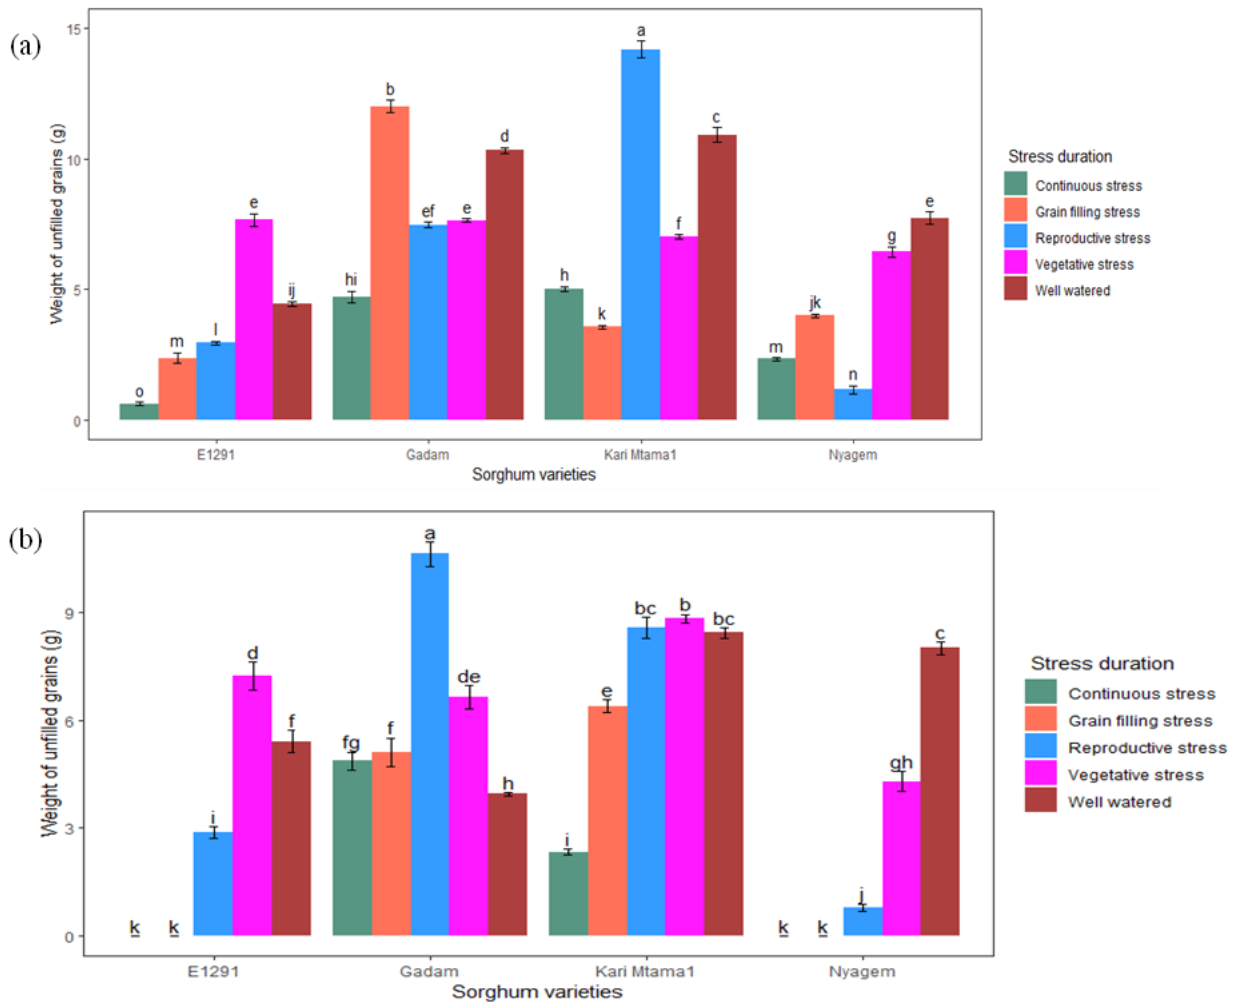 (a)
Weight of unfilled grains (g)
15
10
5
0
o
m
l
e
ij
hi
b
ef
e
d
h
k
a
f
c
m
jk
n
g
e
E1291
Gadam
Kari Mtama1
Nyagem
Sorghum varieties
Stress duration
Continuous stress
Grain filling stress
Reproductive stress
Vegetative stress
Well watered
(b)
Weight of unfilled grains (g)
9
6
3
0
k
k
i
d
f
fg
f
a
de
h
i
e
bc
b
bc
k
k
j
gh
c
E1291
Gadam
Kari Mtama1
Nyagem
Sorghum varieties
Stress duration
Continuous stress
Grain filling stress
Reproductive stress
Vegetative stress
Well watered